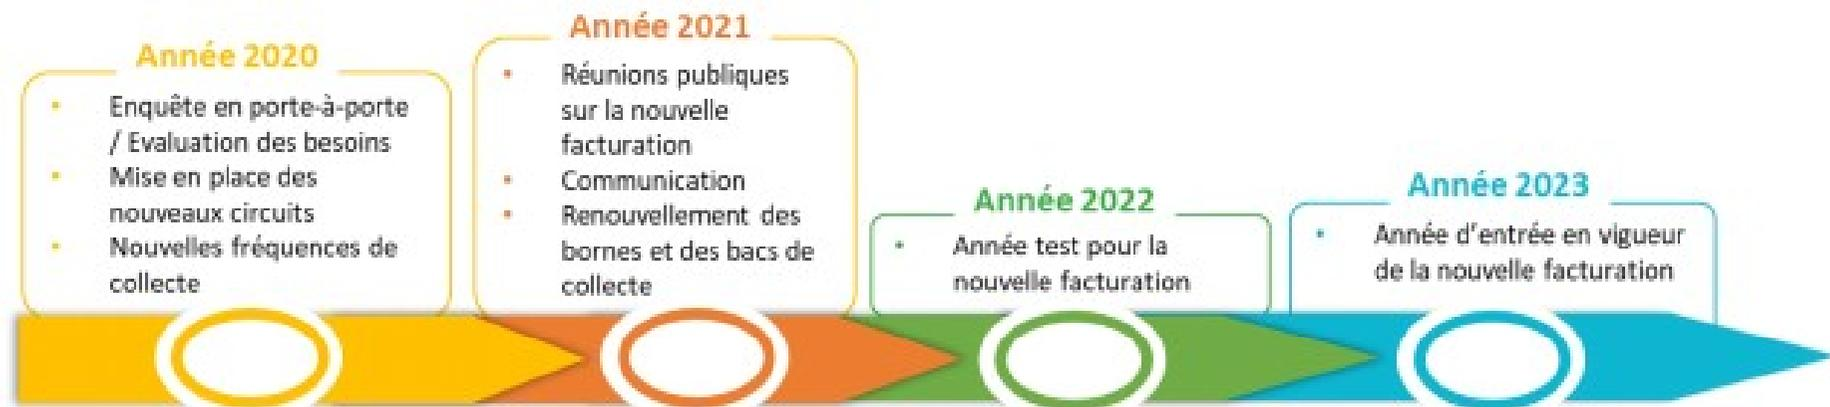 Année 2020
• Enquête en porte-à-porte
/ Evaluation des besoins
• Mise en place des
nouveaux circuits
• Nouvelles fréquences de
collecte
Année 2021
• Réunions publiques
sur la nouvelle
facturation
• Communication
• Renouvellement des
bornes et des bacs de
collecte
Année 2022
• Année test pour la
nouvelle facturation
Année 2023
• Année d'entrée en vigueur
de la nouvelle facturation